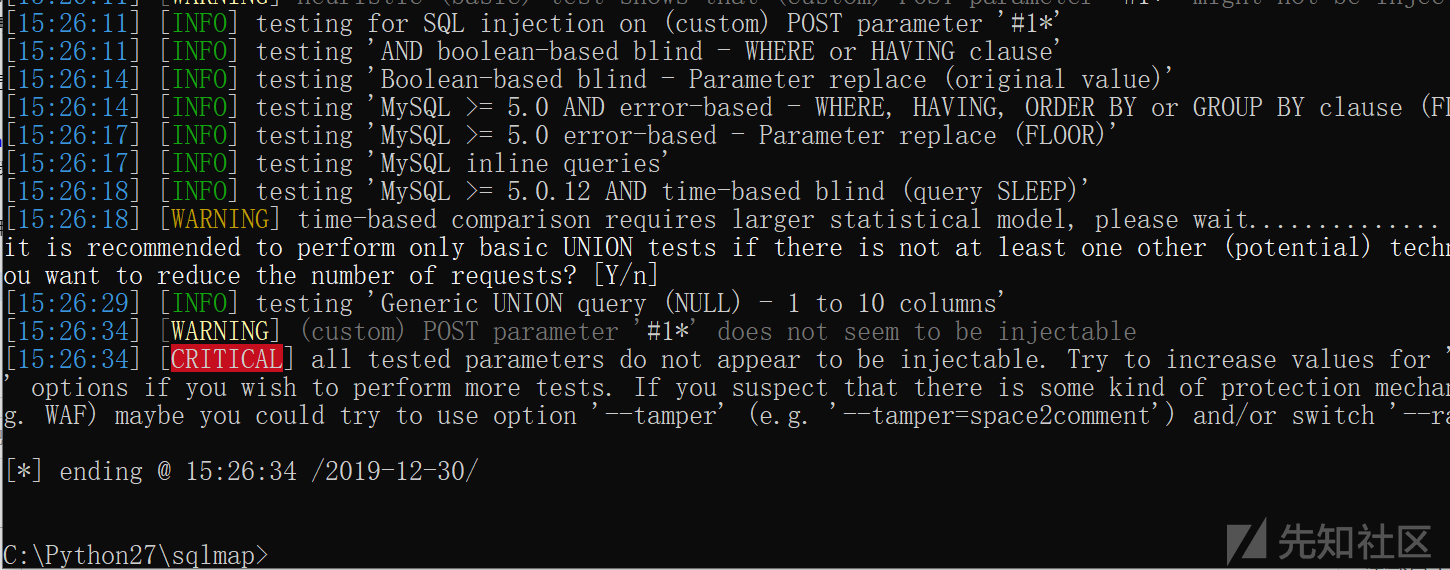 [15:26:11] [WARNING] heuristic (basic) test shows that (custom) POST parameter '#1*' might not be injec
[15:26:11] [INFO] testing for SQL injection on (custom) POST parameter '#1*'
[15:26:11] [INFO] testing 'AND boolean-based blind - WHERE or HAVING clause'
[15:26:14] [INFO] testing 'Boolean-based blind - Parameter replace (original value)'
[15:26:14] [INFO] testing 'MySQL >= 5.0 AND error-based - WHERE, HAVING, ORDER BY or GROUP BY clause (FL
[15:26:17] [INFO] testing 'MySQL >= 5.0 error-based - Parameter replace (FLOOR)'
[15:26:17] [INFO] testing 'MySQL inline queries'
[15:26:18] [INFO] testing 'MySQL >= 5.0.12 AND time-based blind (query SLEEP)'
[15:26:18] [WARNING] time-based comparison requires larger statistical model, please wait..............
it is recommended to perform only basic UNION tests if there is not at least one other (potential) techn
ou want to reduce the number of requests? [Y/n]
[15:26:29] [INFO] testing 'Generic UNION query (NULL) - 1 to 10 columns'
[15:26:34] [WARNING] (custom) POST parameter '#1*' does not seem to be injectable
[15:26:34] [CRITICAL] all tested parameters do not appear to be injectable. Try to increase values for '
' options if you wish to perform more tests. If you suspect that there is some kind of protection mechan
g. WAF) maybe you could try to use option '--tamper' (e.g. '--tamper=space2comment') and/or switch '--ra
[*] ending @ 15:26:34 /2019-12-30/
C:\Python27\sqlmap>
先知社区